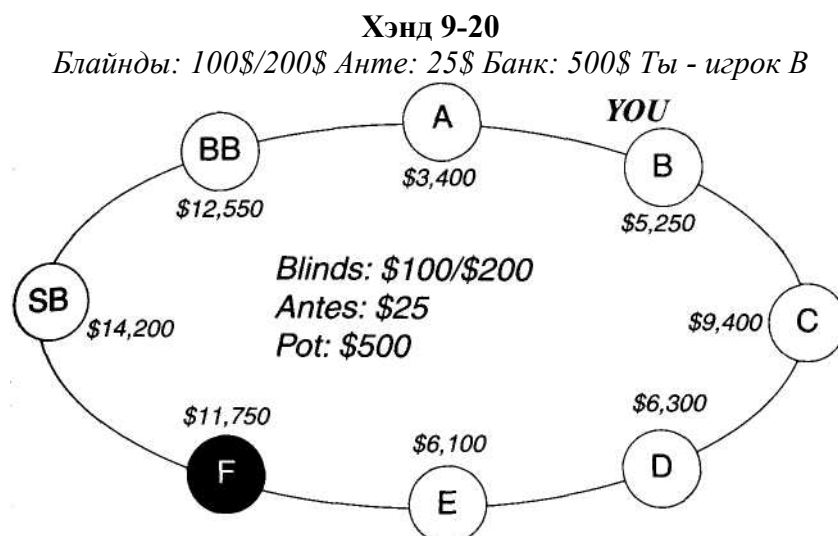 Хэнд 9-20
Блайнды: 100$/200$ Анте: 25$ Банк: 500$ Ты - игрок В
A
YOU
BB
B
$3,400
$12,550
$5,250
Blinds: $100/$200
Antes: $25
Pot: $500
SB
$14,200
$9,400
C
$11,750
$6,100
$6,300
F
E
D